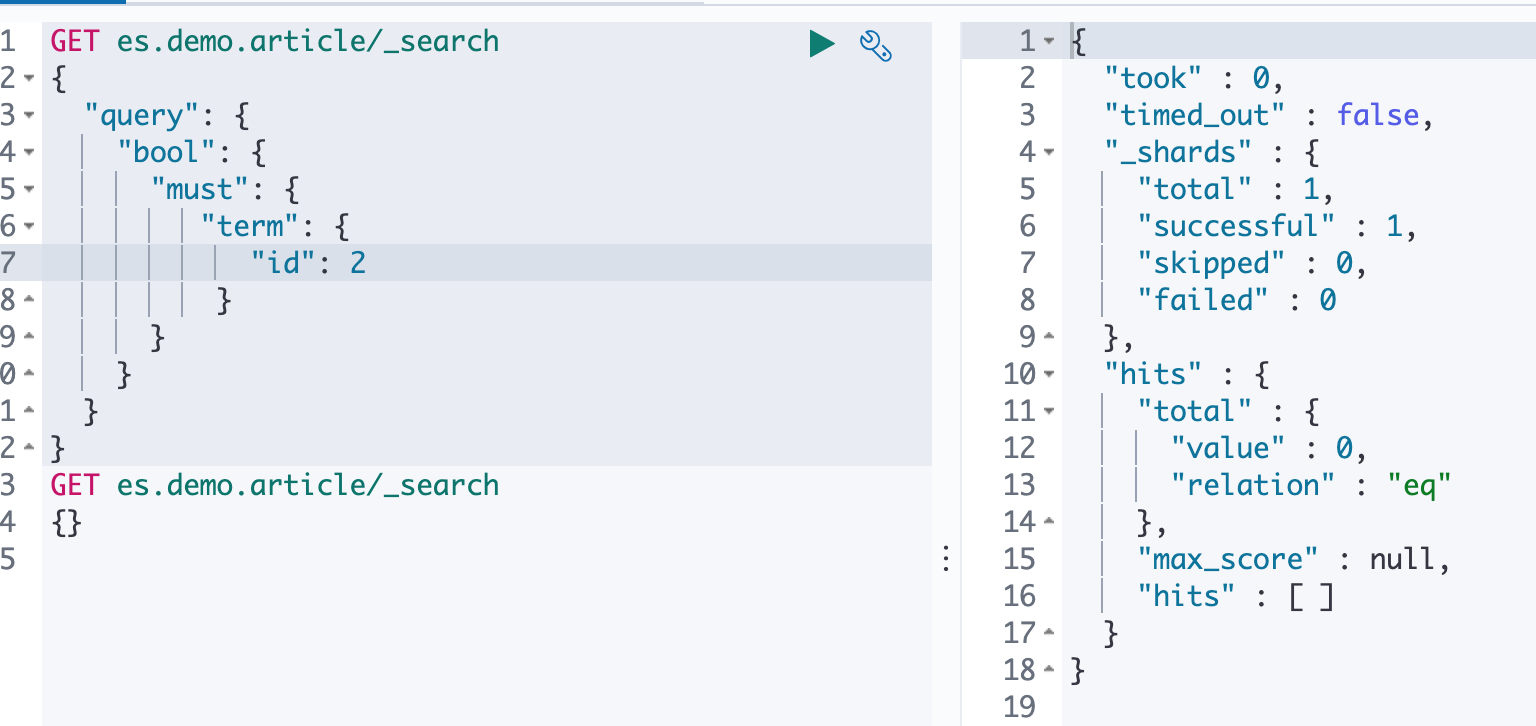 1 GET es.demo.article/_search
2 {
3 "query": {
4 "bool": {
5 "must": {
6 "term": {
7 "id": 2
8 }
9 }
0 }
1 }
2 }
3 GET es.demo.article/_search
4 {}
5
1 {
2 "took" : 0,
3 "timed_out" : false,
4 "_shards" : {
5 "total" : 1,
6 "successful" : 1,
7 "skipped" : 0,
8 "failed" : 0
9 },
10 "hits" : {
11 "total" : {
12 "value" : 0,
13 "relation" : "eq"
14 },
15 "max_score" : null,
16 "hits" : [ ]
17 }
18 }
19